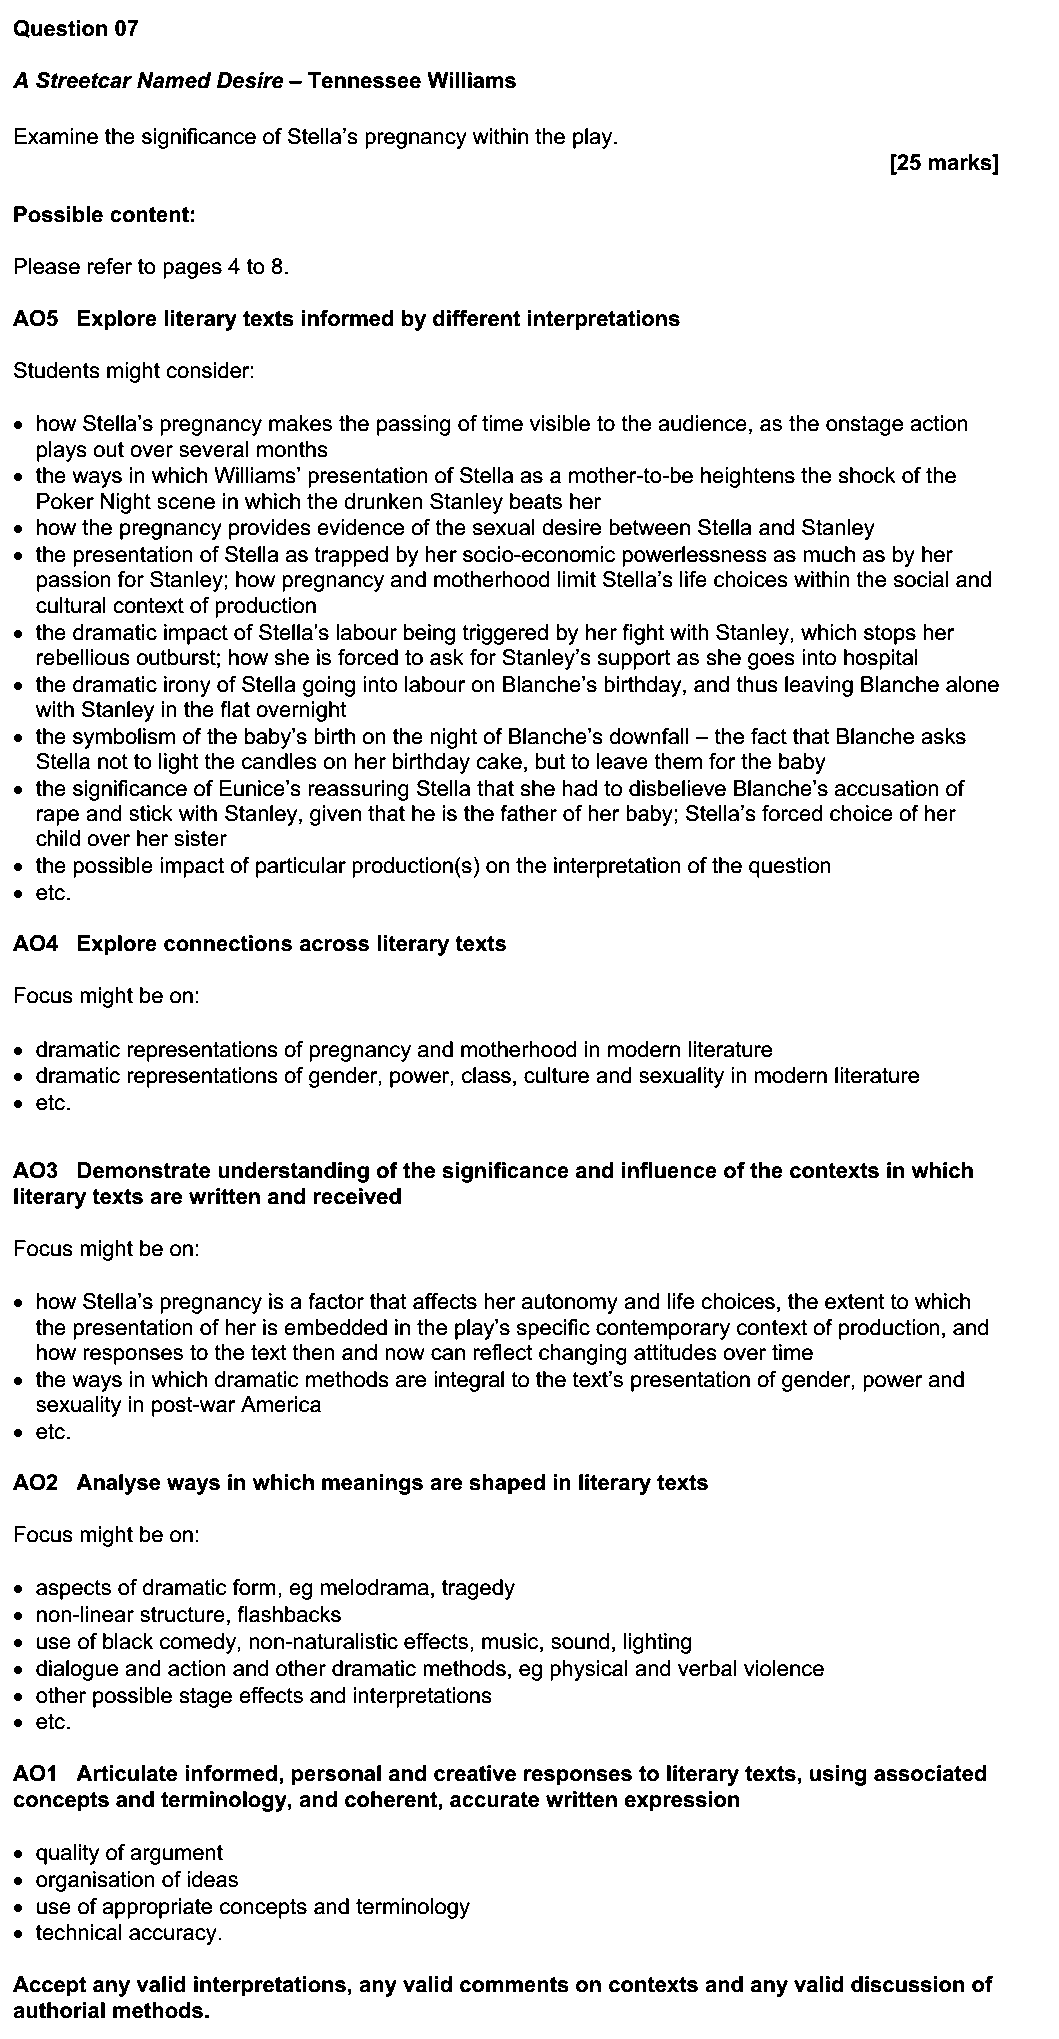 Question 07
A Streetcar Named Desire – Tennessee Williams
Examine the significance of Stella’s pregnancy within the play.
[25 marks]
Possible content:
Please refer to pages 4 to 8.
AO5 Explore literary texts informed by different interpretations
Students might consider:
• how Stella’s pregnancy makes the passing of time visible to the audience, as the onstage action
plays out over several months
• the ways in which Williams’ presentation of Stella as a mother-to-be heightens the shock of the
Poker Night scene in which the drunken Stanley beats her
• how the pregnancy provides evidence of the sexual desire between Stella and Stanley
• the presentation of Stella as trapped by her socio-economic powerlessness as much as by her
passion for Stanley; how pregnancy and motherhood limit Stella’s life choices within the social and
cultural context of production
• the dramatic impact of Stella’s labour being triggered by her fight with Stanley, which stops her
rebellious outburst; how she is forced to ask for Stanley’s support as she goes into hospital
• the dramatic irony of Stella going into labour on Blanche’s birthday, and thus leaving Blanche alone
with Stanley in the flat overnight
• the symbolism of the baby’s birth on the night of Blanche’s downfall – the fact that Blanche asks
Stella not to light the candles on her birthday cake, but to leave them for the baby
• the significance of Eunice’s reassuring Stella that she had to disbelieve Blanche’s accusation of
rape and stick with Stanley, given that he is the father of her baby; Stella’s forced choice of her
child over her sister
• the possible impact of particular production(s) on the interpretation of the question
• etc.
AO4 Explore connections across literary texts
Focus might be on:
• dramatic representations of pregnancy and motherhood in modern literature
• dramatic representations of gender, power, class, culture and sexuality in modern literature
• etc.
AO3 Demonstrate understanding of the significance and influence of the contexts in which
literary texts are written and received
Focus might be on:
• how Stella’s pregnancy is a factor that affects her autonomy and life choices, the extent to which
the presentation of her is embedded in the play’s specific contemporary context of production, and
how responses to the text then and now can reflect changing attitudes over time
• the ways in which dramatic methods are integral to the text’s presentation of gender, power and
sexuality in post-war America
• etc.
AO2 Analyse ways in which meanings are shaped in literary texts
Focus might be on:
• aspects of dramatic form, eg melodrama, tragedy
• non-linear structure, flashbacks
• use of black comedy, non-naturalistic effects, music, sound, lighting
• dialogue and action and other dramatic methods, eg physical and verbal violence
• other possible stage effects and interpretations
• etc.
AO1 Articulate informed, personal and creative responses to literary texts, using associated
concepts and terminology, and coherent, accurate written expression
• quality of argument
• organisation of ideas
• use of appropriate concepts and terminology
• technical accuracy.
Accept any valid interpretations, any valid comments on contexts and any valid discussion of
authorial methods.